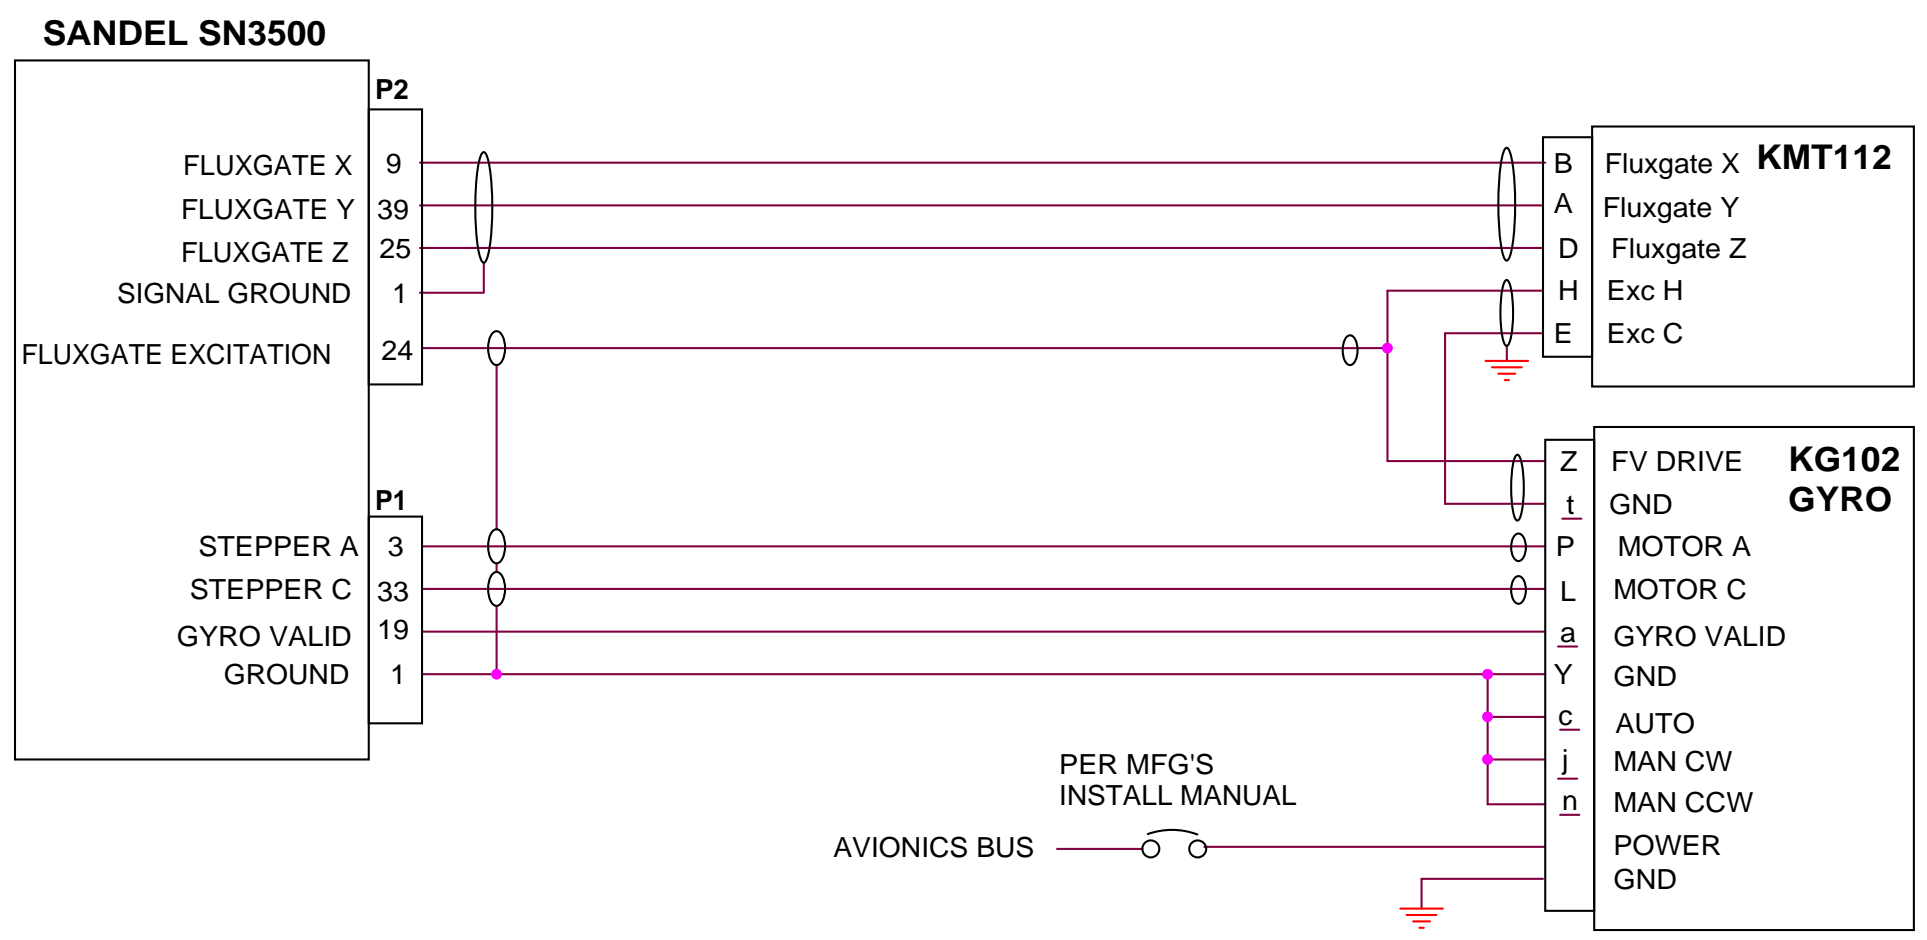 SANDEL SN3500
P2
FLUXGATE X 9
FLUXGATE Y 39
FLUXGATE Z 25
SIGNAL GROUND 1
FLUXGATE EXCITATION 24
P1
STEPPER A 3
STEPPER C 33
GYRO VALID 19
GROUND 1
KMT112
B Fluxgate X
A Fluxgate Y
D Fluxgate Z
H Exc H
E Exc C
KG102
GYRO
Z FV DRIVE
t GND
P MOTOR A
L MOTOR C
a GYRO VALID
Y GND
c AUTO
j MAN CW
n MAN CCW
POWER
GND
PER MFG'S
INSTALL MANUAL
AVIONICS BUS